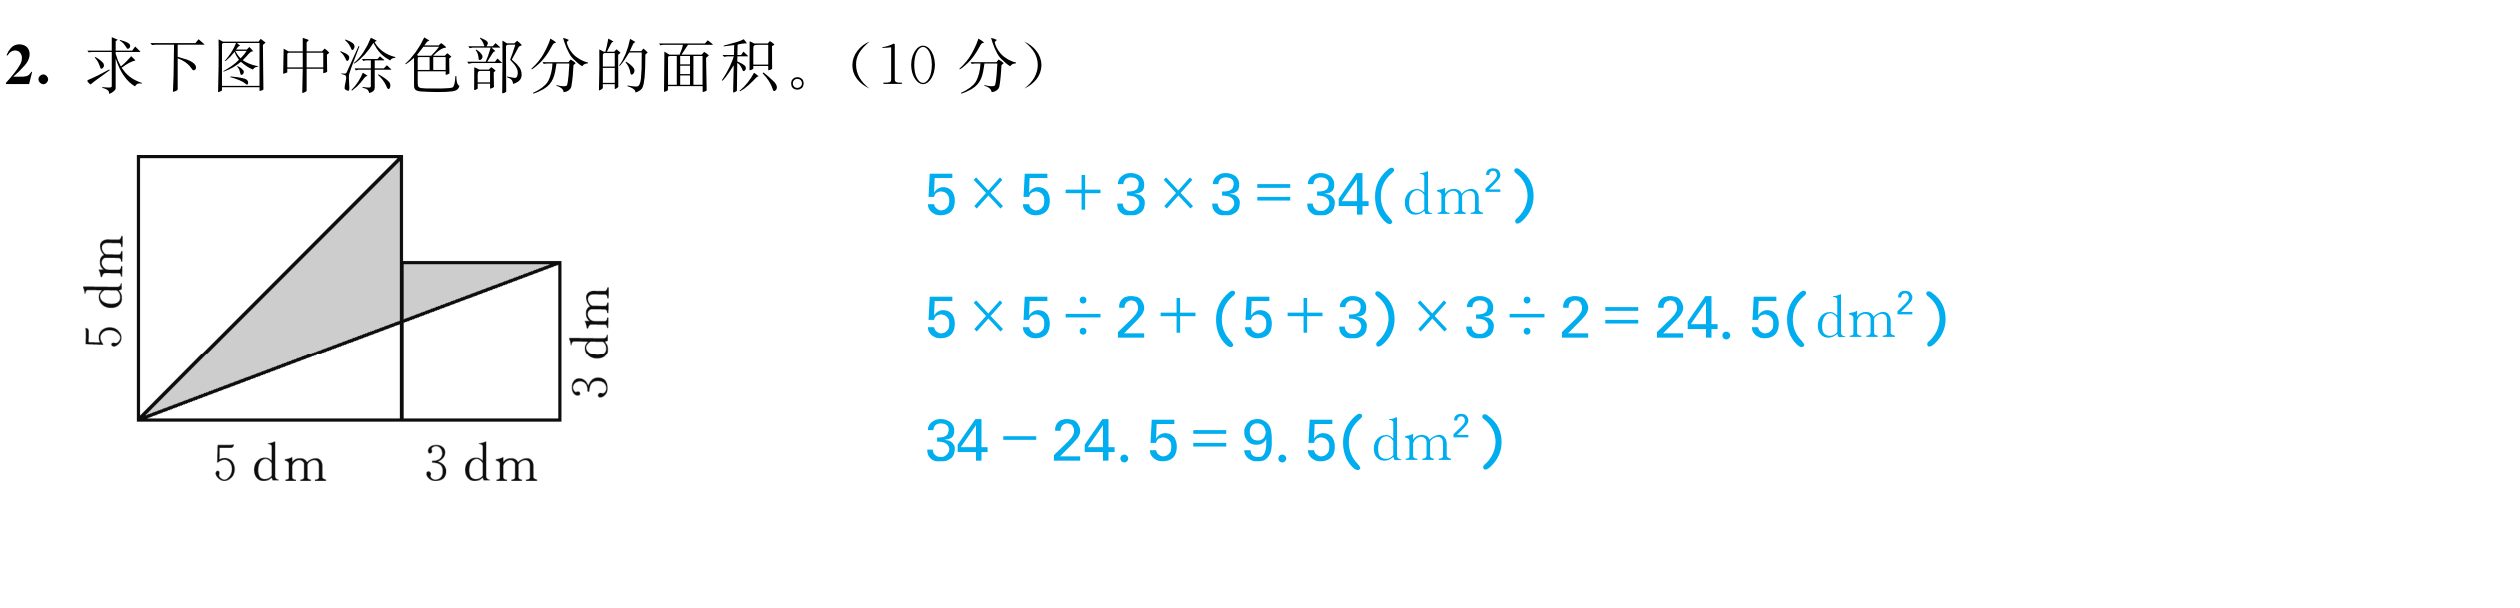 2. 求下图中涂色部分的面积。（10分）
5×5+3×3=34(dm²)
5 dm
5×5÷2+(5+3)×3÷2=24.5(dm²)
3 dm
34-24.5=9.5(dm²)
5 dm 3 dm